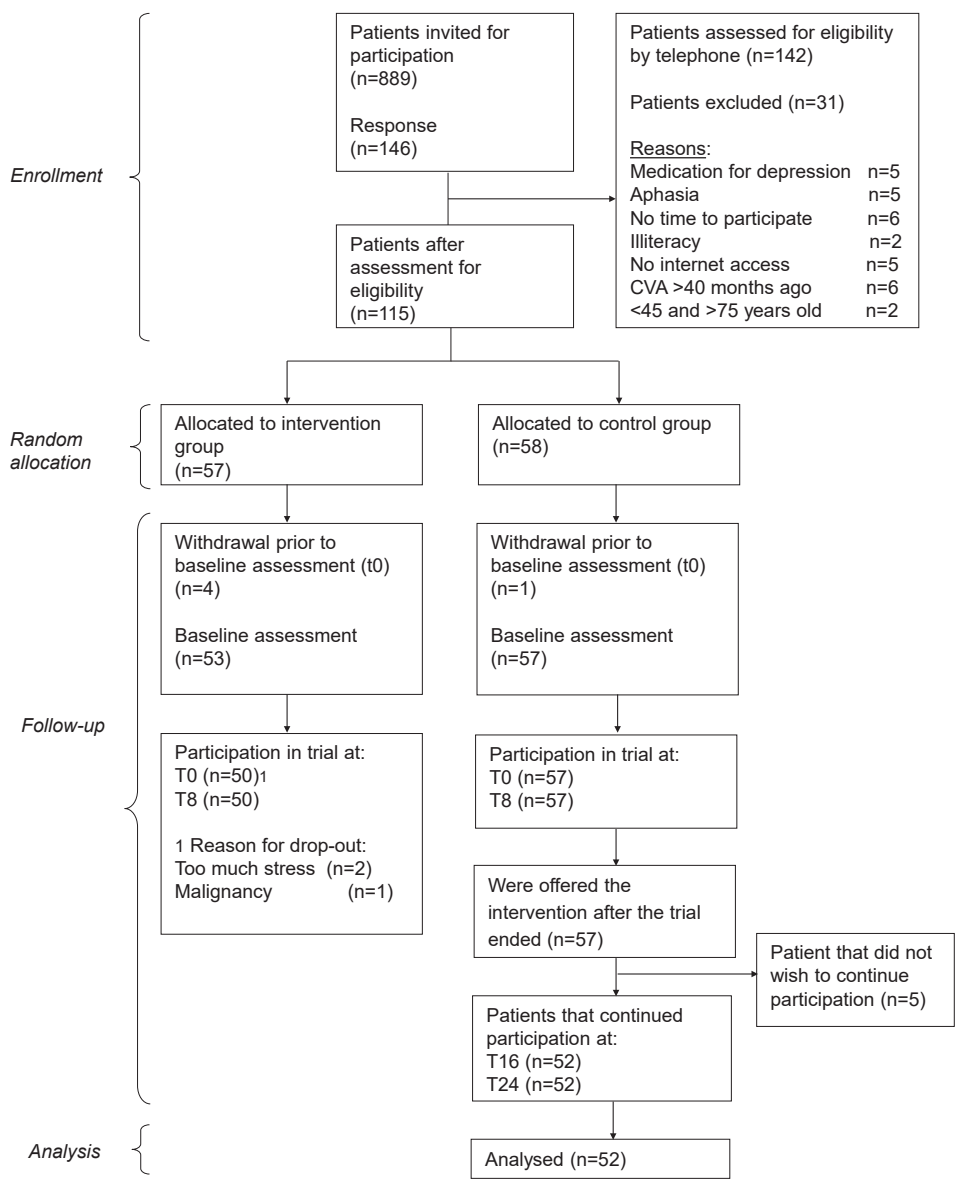 Enrollment
Patients invited for
participation
(n=889)
Response
(n=146)
Patients assessed for eligibility
by telephone (n=142)
Patients excluded (n=31)
Reasons:
Medication for depression n=5
Aphasia n=5
No time to participate n=6
Illiteracy n=2
No internet access n=5
CVA >40 months ago n=6
<45 and >75 years old n=2
Patients after
assessment for
eligibility
(n=115)
Random
allocation
Allocated to intervention
group
(n=57)
Allocated to control group
(n=58)
Follow-up
Withdrawal prior to
baseline assessment (t0)
(n=4)
Baseline assessment
(n=53)
Withdrawal prior to
baseline assessment (t0)
(n=1)
Baseline assessment
(n=57)
Participation in trial at:
T0 (n=50)1
T8 (n=50)
1 Reason for drop-out:
Too much stress (n=2)
Malignancy (n=1)
Participation in trial at:
T0 (n=57)
T8 (n=57)
Were offered the
intervention after the trial
ended (n=57)
Patient that did not
wish to continue
participation (n=5)
Patients that continued
participation at:
T16 (n=52)
T24 (n=52)
Analysis
Analysed (n=52)